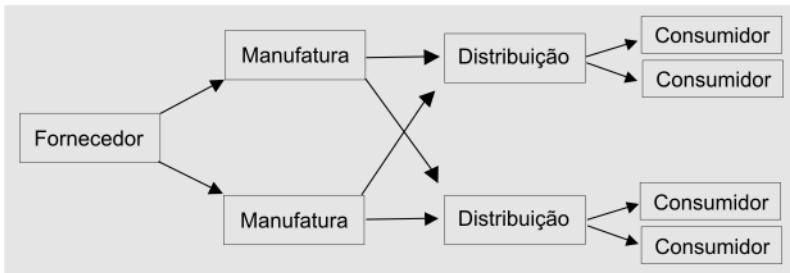 Fornecedor
Manufatura
Manufatura
Distribuição
Distribuição
Consumidor
Consumidor
Consumidor
Consumidor